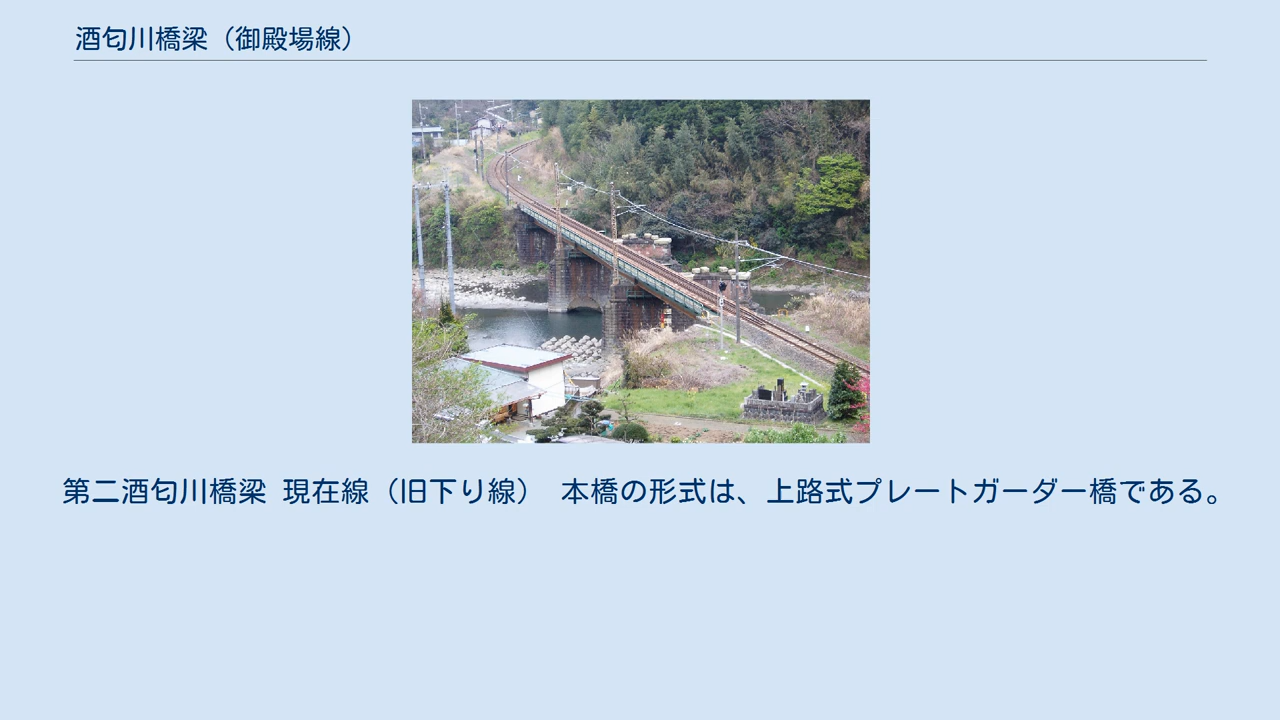 酒匂川橋梁（御殿場線）
第二酒匂川橋梁 現在線（旧下り線） 本橋の形式は、上路式プレートガーダー橋である。